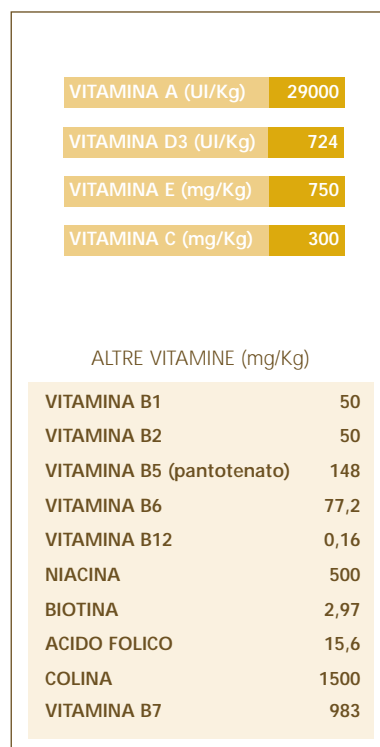 VITAMINA A (UI/Kg) 29000
VITAMINA D3 (UI/Kg) 724
VITAMINA E (mg/Kg) 750
VITAMINA C (mg/Kg) 300
ALTRE VITAMINE (mg/Kg)
VITAMINA B1 50
VITAMINA B2 50
VITAMINA B5 (pantotenato) 148
VITAMINA B6 77,2
VITAMINA B12 0,16
NIACINA 500
BIOTINA 2,97
ACIDO FOLICO 15,6
COLINA 1500
VITAMINA B7 983